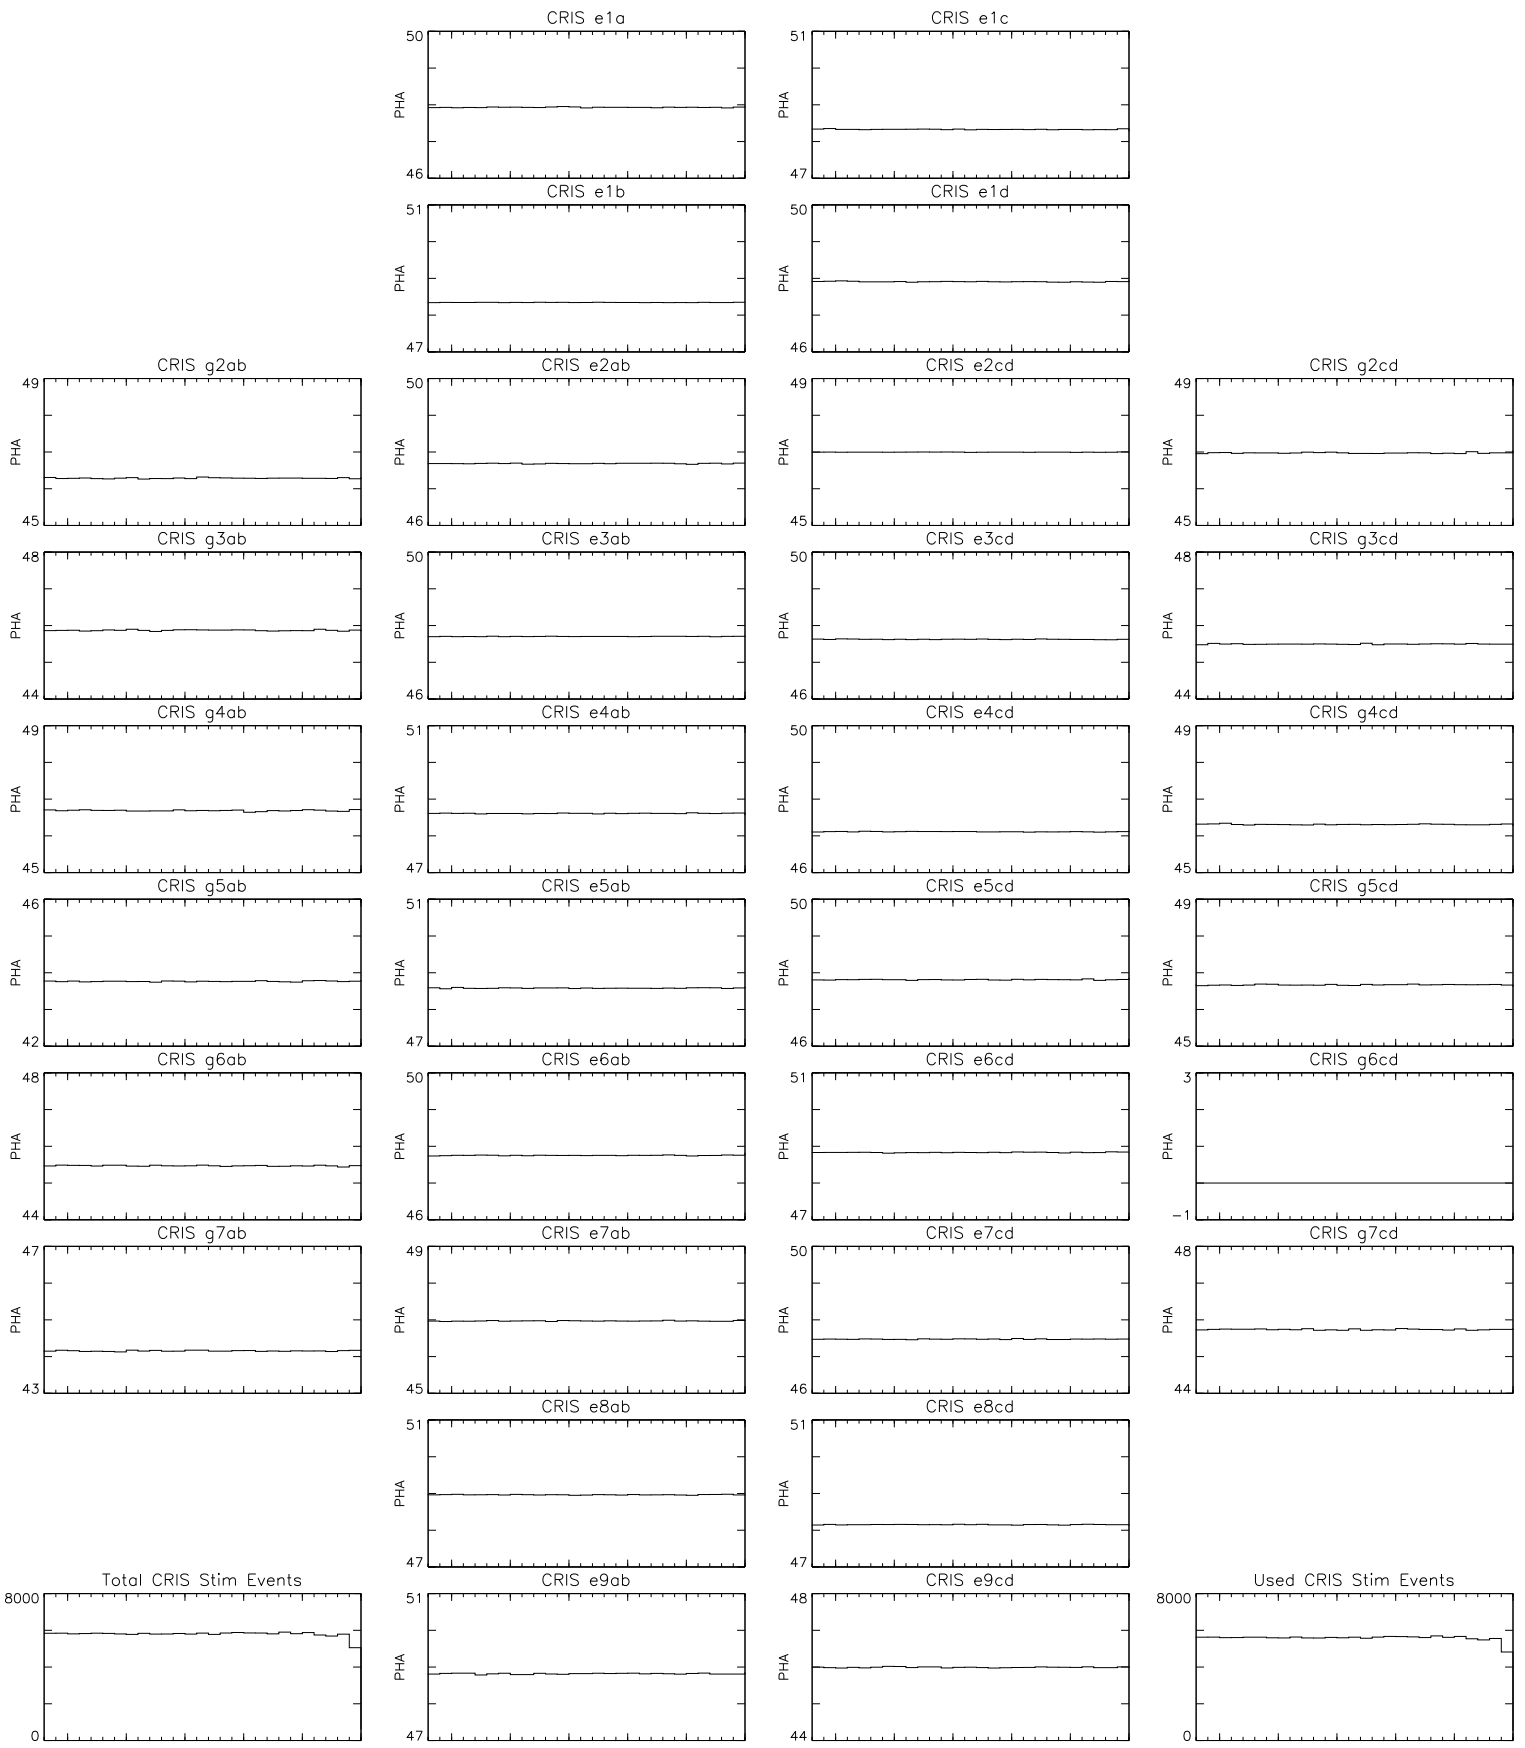 CRIS e1a
50
PHA
46
CRIS e1c
51
PHA
47
CRIS e1b
51
PHA
47
CRIS e1d
50
PHA
46
CRIS g2ab
49
PHA
45
CRIS e2ab
50
PHA
46
CRIS e2cd
49
PHA
45
CRIS g2cd
49
PHA
45
CRIS g3ab
48
PHA
44
CRIS e3ab
50
PHA
46
CRIS e3cd
50
PHA
46
CRIS g3cd
48
PHA
44
CRIS g4ab
49
PHA
45
CRIS e4ab
51
PHA
47
CRIS e4cd
50
PHA
46
CRIS g4cd
49
PHA
45
CRIS g5ab
46
PHA
42
CRIS e5ab
51
PHA
47
CRIS e5cd
50
PHA
46
CRIS g5cd
49
PHA
45
CRIS g6ab
48
PHA
44
CRIS e6ab
50
PHA
46
CRIS e6cd
51
PHA
47
CRIS g6cd
3
PHA
-1
CRIS g7ab
47
PHA
43
CRIS e7ab
49
PHA
45
CRIS e7cd
50
PHA
46
CRIS g7cd
48
PHA
44
CRIS e8ab
51
PHA
47
CRIS e8cd
51
PHA
47
Total CRIS Stim Events
8000
0
CRIS e9ab
51
PHA
47
CRIS e9cd
48
PHA
44
Used CRIS Stim Events
8000
0